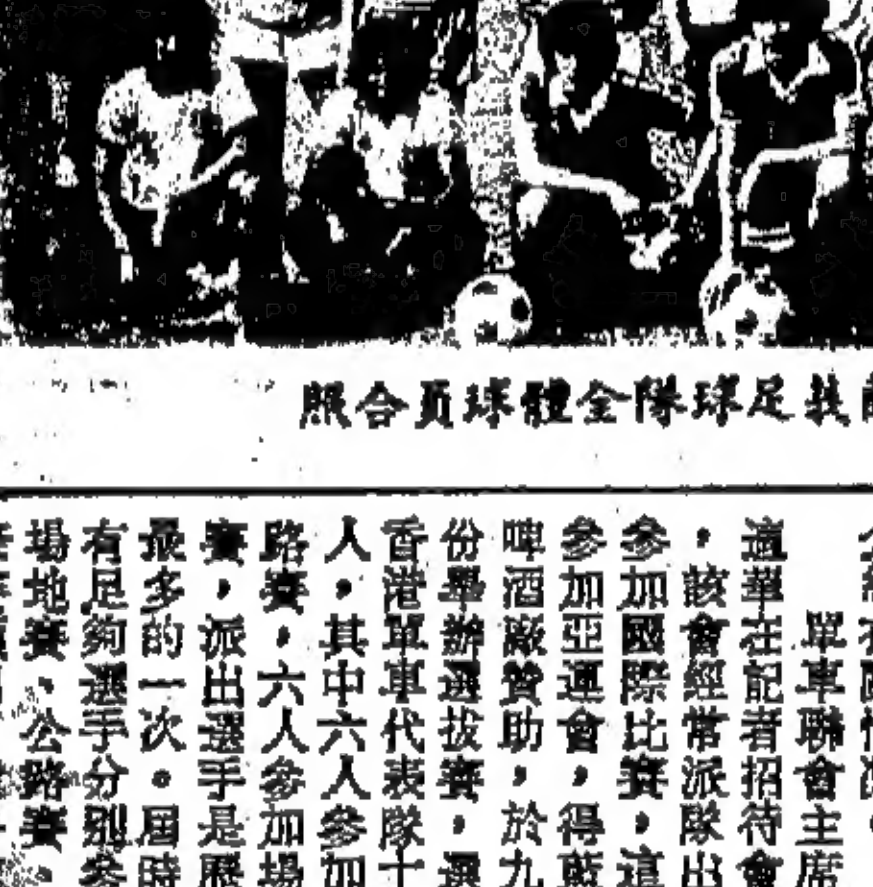 裝足球隊全體球員合照
單車聯會主席
華在記者招待會
,該會經常派隊出
參加國際比賽,這
參加亞運會,得藍
啤酒廠贊助,於九
份舉辦選拔賽,選
香港單車代表隊十
人,其中六人參加
路賽,六人參加場
賽,派出選手是歷
最多的一次。屆時
有足夠選手分別參
場地賽、公路賽